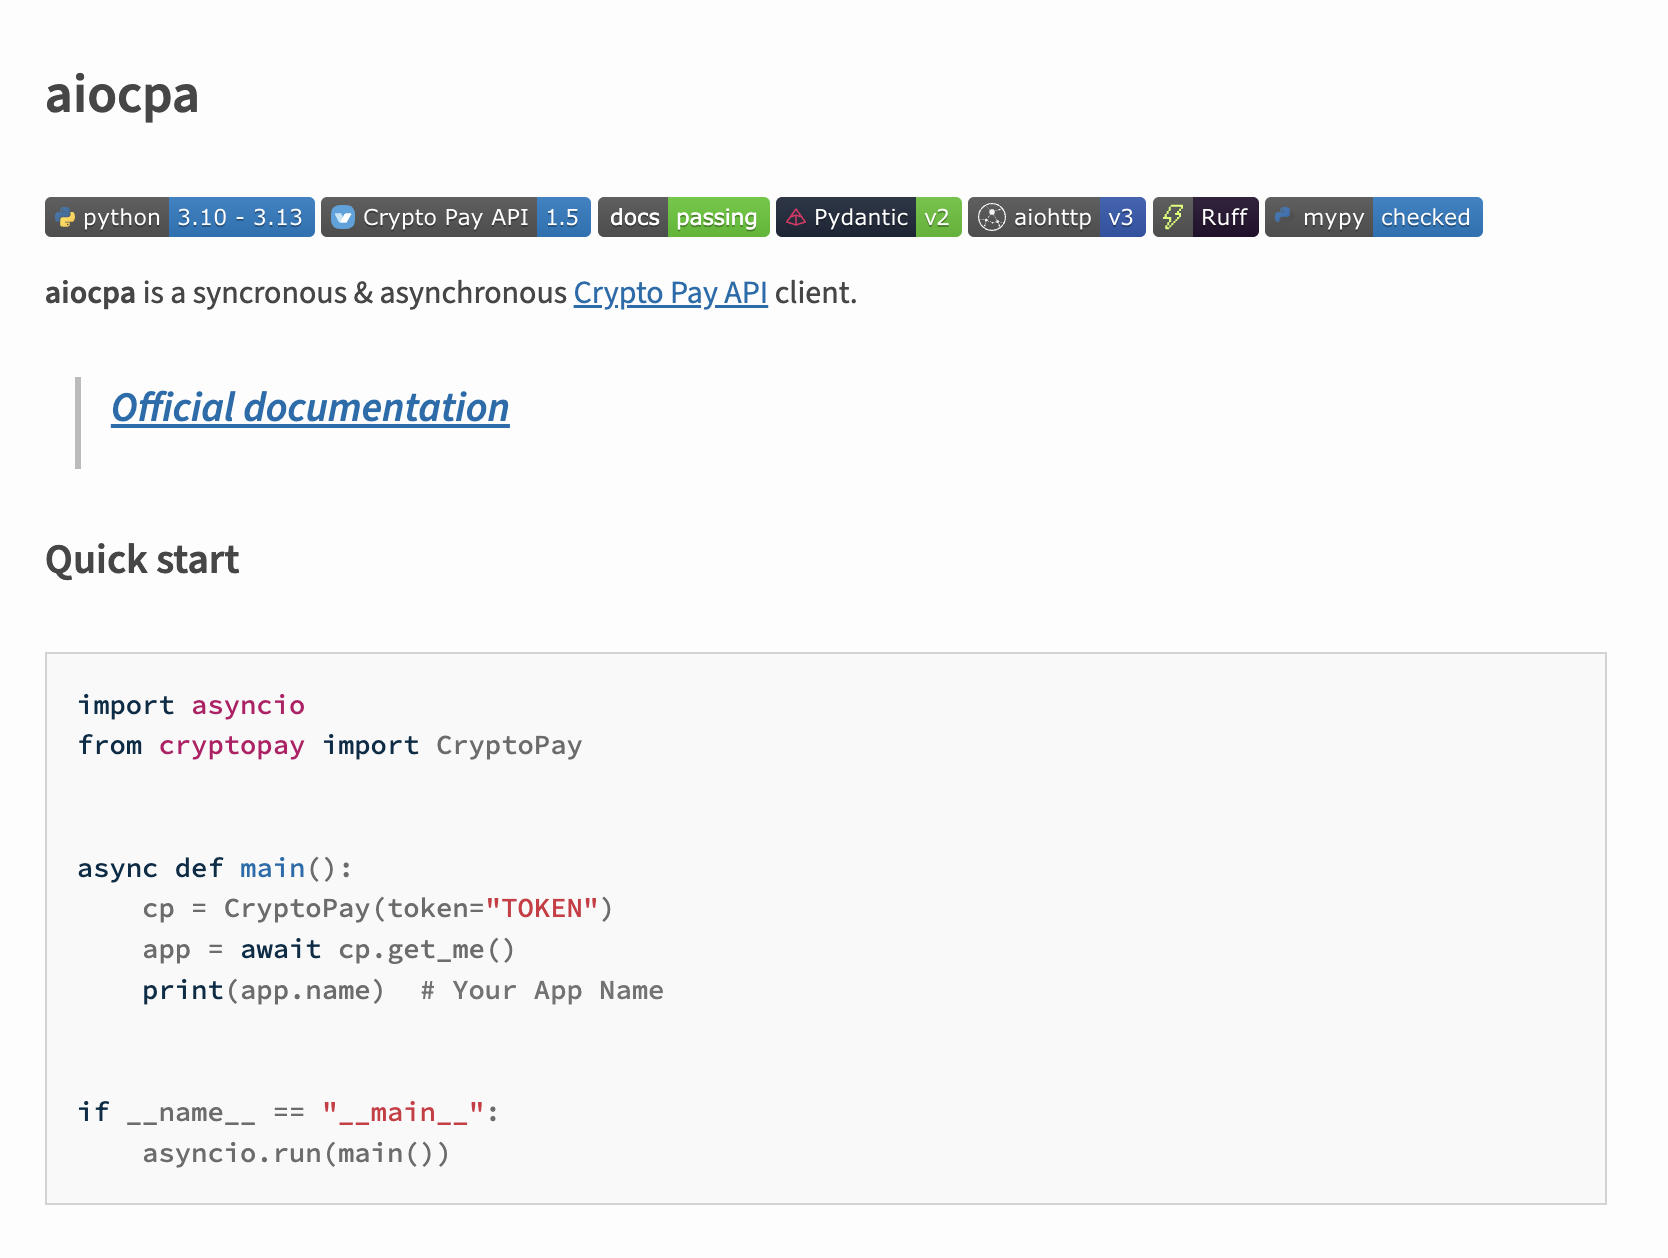 aiocpa
python 3.10 - 3.13 Crypto Pay API 1.5 docs passing Pydantic v2 aiohttp v3 Ruff mypy checked
aiocpa is a syncronous & asynchronous Crypto Pay API client.
Official documentation
Quick start
import asyncio
from cryptopay import CryptoPay
async def main():
    cp = CryptoPay(token="TOKEN")
    app = await cp.get_me()
    print(app.name)  # Your App Name
if __name__ == "__main__":
    asyncio.run(main())